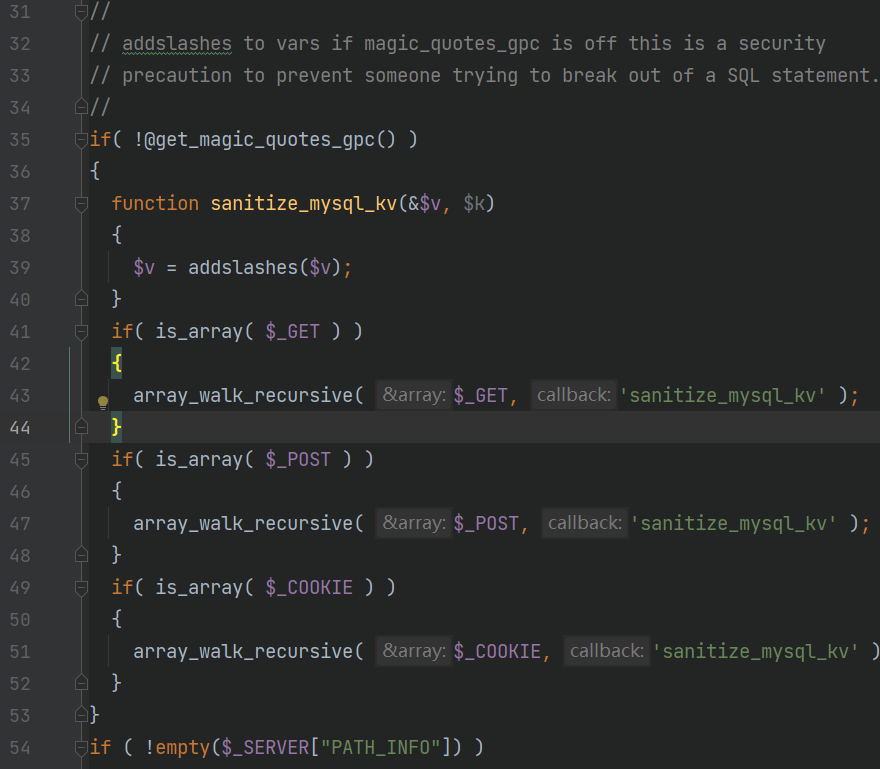 31 //
32 // addslashes to vars if magic_quotes_gpc is off this is a security
33 // precaution to prevent someone trying to break out of a SQL statement.
34 //
35 if( !@get_magic_quotes_gpc() )
36 {
37 function sanitize_mysql_kv(&$v, $k)
38 {
39 $v = addslashes($v);
40 }
41 if( is_array( $_GET ) )
42 {
43 array_walk_recursive( &array: $_GET, callback: 'sanitize_mysql_kv' );
44 }
45 if( is_array( $_POST ) )
46 {
47 array_walk_recursive( &array: $_POST, callback: 'sanitize_mysql_kv' );
48 }
49 if( is_array( $_COOKIE ) )
50 {
51 array_walk_recursive( &array: $_COOKIE, callback: 'sanitize_mysql_kv' )
52 }
53 }
54 if ( !empty($_SERVER["PATH_INFO"]) )